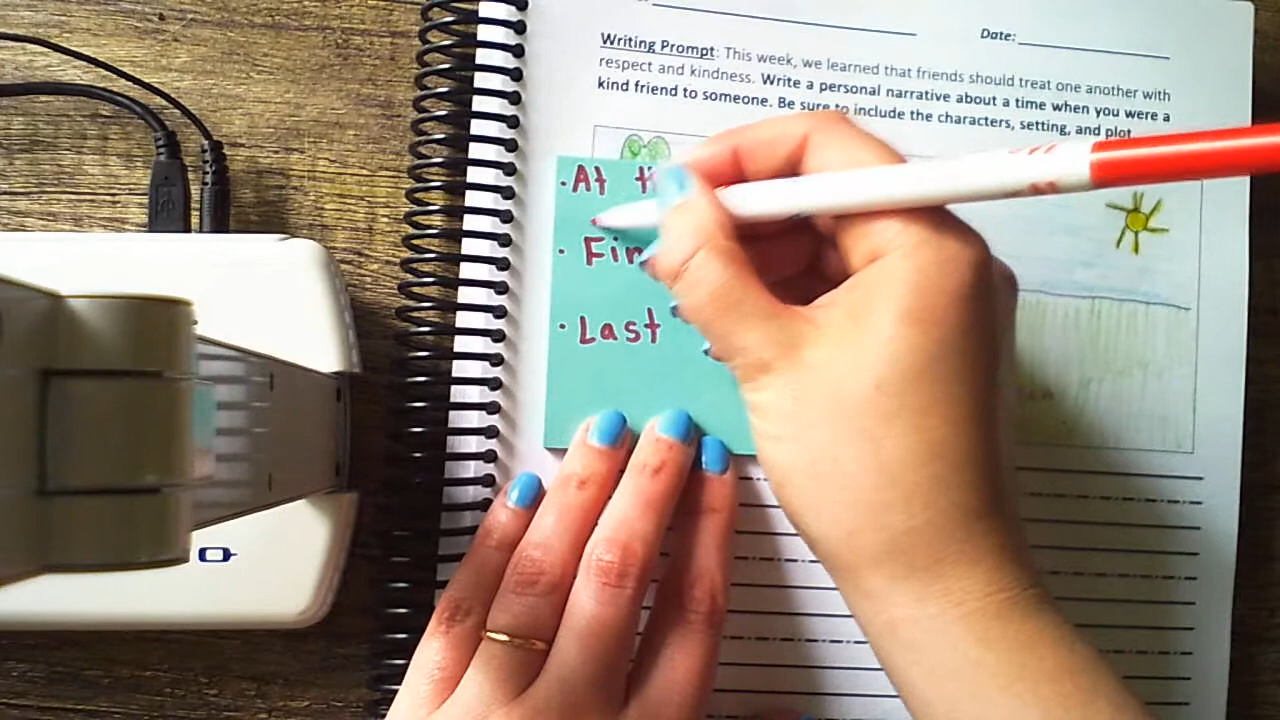 Date:
Writing Prompt: This week, we learned that friends should treat one another with
respect and kindness. Write a personal narrative about a time when you were a
kind friend to someone. Be sure to include the characters, setting, and plot.
· At
·
· Last